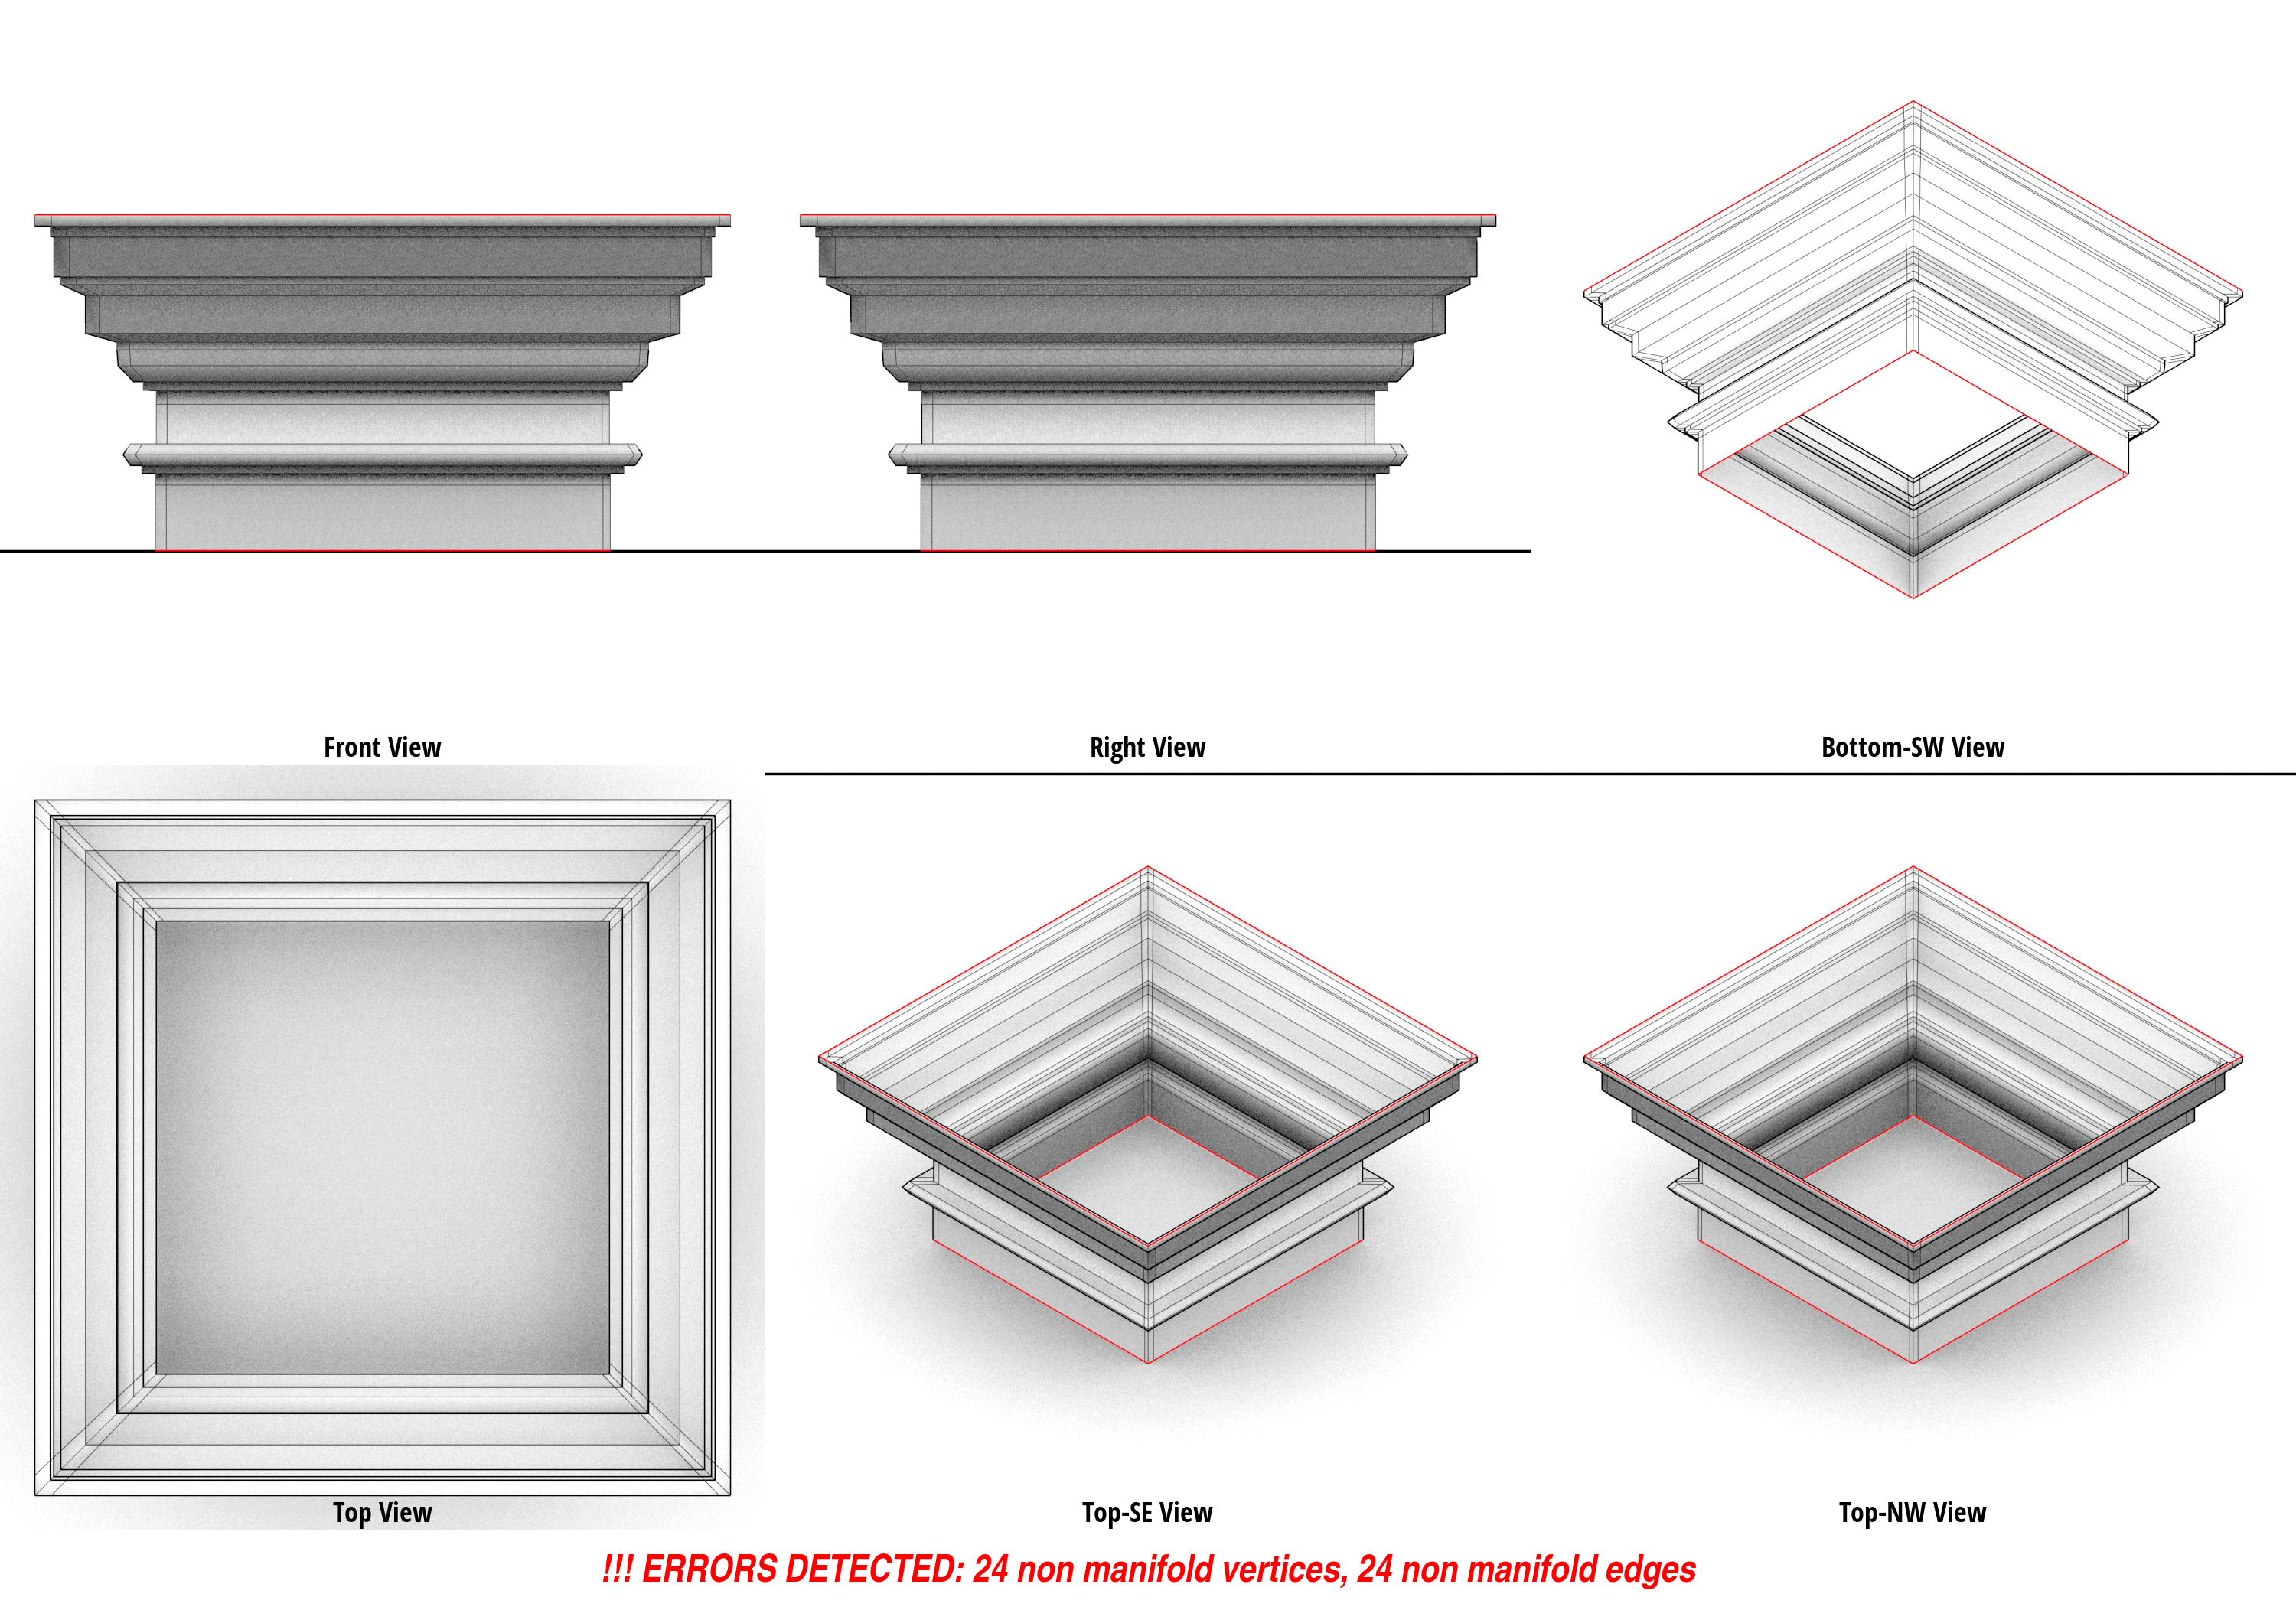 Front View
Right View
Bottom-SW View
Top View
Top-SE View
Top-NW View
!!! ERRORS DETECTED: 24 non manifold vertices, 24 non manifold edges